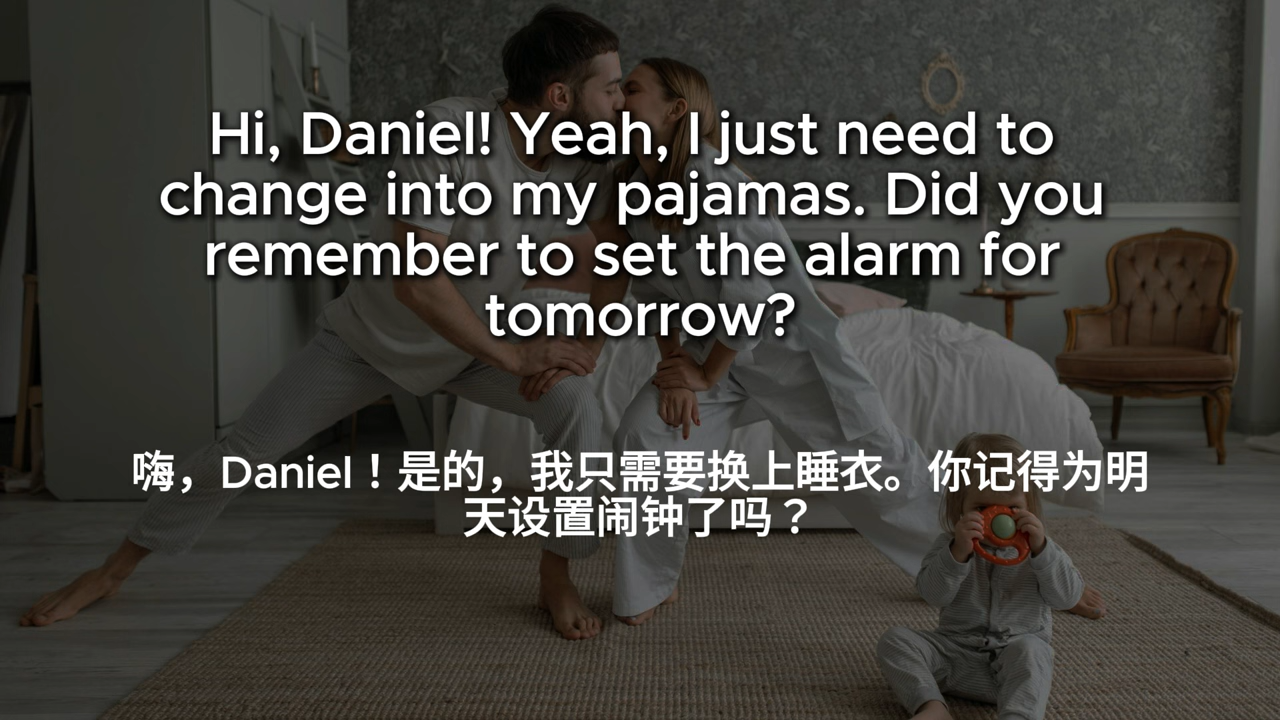 Hi, Daniel! Yeah, I just need to
change into my pajamas. Did you
remember to set the alarm for
tomorrow?
嗨，Daniel！是的，我只需要换上睡衣。你记得为明
天设置闹钟了吗？